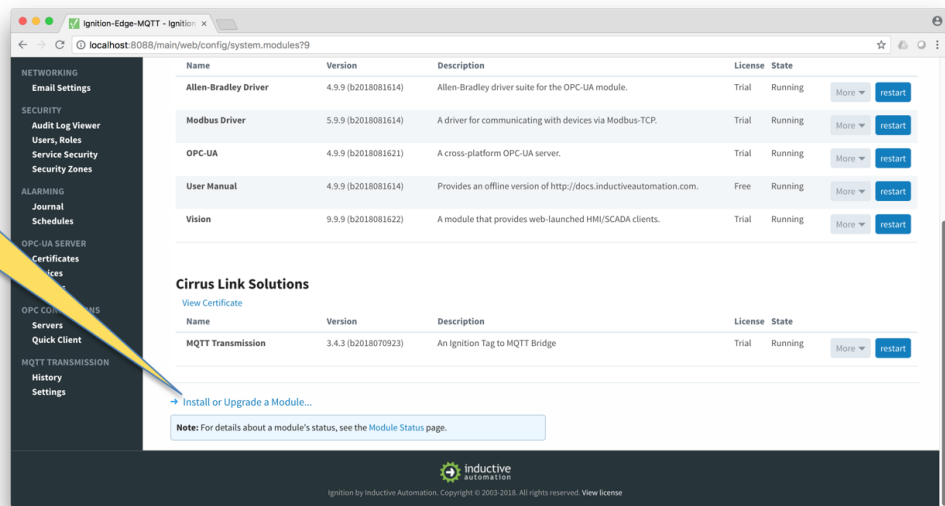 Ignition-Edge-MQTT - Ignition
localhost:8088/main/web/config/system.modules?9
NETWORKING
Email Settings
SECURITY
Audit Log Viewer
Users, Roles
Service Security
Security Zones
ALARMING
Journal
Schedules
OPC-UA SERVER
Certificates
OPC
Servers
Quick Client
MQTT TRANSMISSION
History
Settings
Name Version Description License State
Allen-Bradley Driver 4.9.9 (b2018081614) Allen-Bradley driver suite for the OPC-UA module. Trial Running More restart
Modbus Driver 5.9.9 (b2018081614) A driver for communicating with devices via Modbus-TCP. Trial Running More restart
OPC-UA 4.9.9 (b2018081621) A cross-platform OPC-UA server. Trial Running More restart
User Manual 4.9.9 (b2018081614) Provides an offline version of http://docs.inductiveautomation.com. Free Running More restart
Vision 9.9.9 (b2018081622) A module that provides web-launched HMI/SCADA clients. Trial Running More restart
Cirrus Link Solutions
View Certificate
Name Version Description License State
MQTT Transmission 3.4.3 (b2018070923) An Ignition Tag to MQTT Bridge Trial Running More restart
→ Install or Upgrade a Module...
Note: For details about a module's status, see the Module Status page.
inductive
automation
Ignition by Inductive Automation. Copyright © 2003-2018. All rights reserved. View license